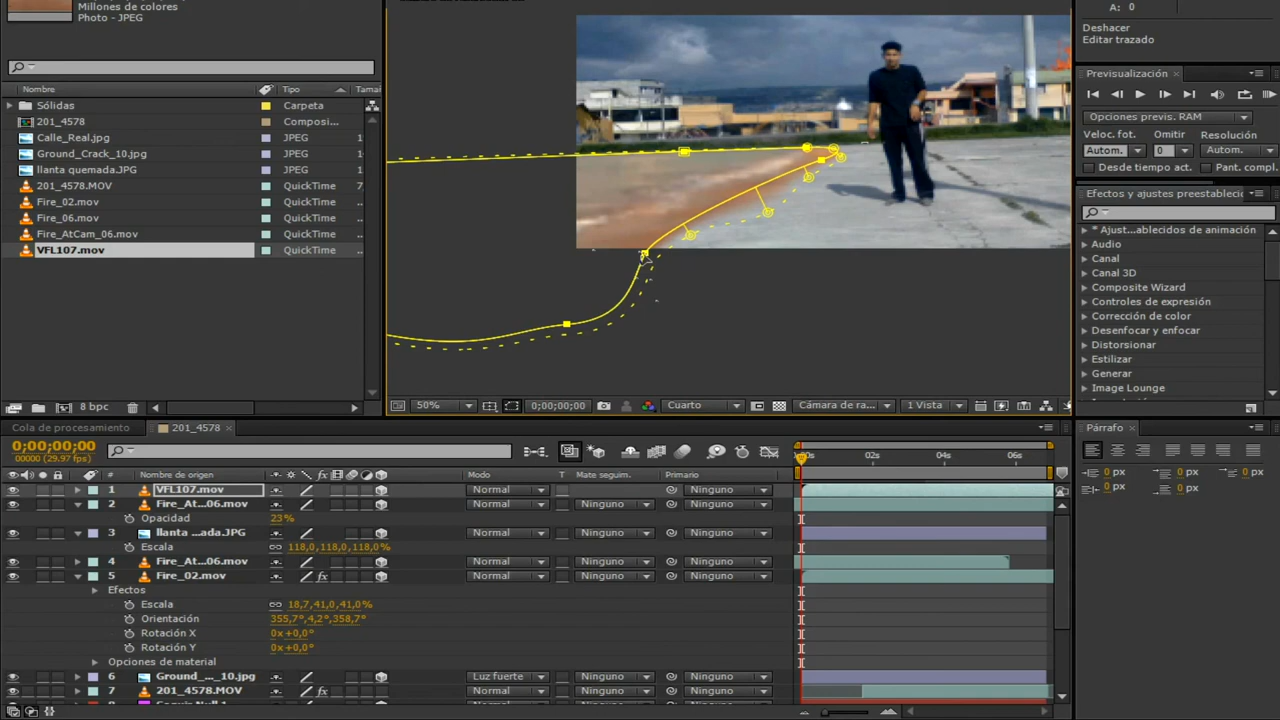 Millones de colores
Photo - JPEG
Nombre
Tipo
Tama
Sólidas
Carpeta
201_4578
Composi...
Calle_Real.jpg
JPEG
Ground_Crack_10.jpg
JPEG
1
llanta quemada.JPG
JPEG
1
201_4578.MOV
QuickTime
7,
Fire_02.mov
QuickTime
Fire_06.mov
QuickTime
Fire_AtCam_06.mov
QuickTime
VFL107.mov
QuickTime
8 bpc
50%
0;00;00;00
Cuarto
Cámara de ra...
1 Vista
A: 0
Deshacer
Editar trazado
Previsualización
Opciones previs. RAM
Veloc. fot.
Omitir
Resolución
Autom.
0
Autom.
Desde tiempo act.
Pant. compl.
Efectos y ajustes preestableci
* Ajust...ablecidos de animación
Audio
Canal
Canal 3D
Composite Wizard
Controles de expresión
Corrección de color
Desenfocar y enfocar
Distorsionar
Estilizar
Generar
Image Lounge
Cola de procesamiento
201_4578
0;00;00;00
00000 (29.97 fps)
02s
04s
06s
#
Nombre de origen
fx
Modo
T
Mate seguim.
Primario
1
VFL107.mov
Normal
Ninguno
2
Fire_At...06.mov
Normal
Ninguno
Ninguno
Opacidad
23%
3
llanta ...ada.JPG
Normal
Ninguno
Ninguno
Escala
118,0,118,0,118,0%
4
Fire_At...06.mov
Normal
Ninguno
Ninguno
5
Fire_02.mov
fx
Normal
Ninguno
Ninguno
Efectos
Escala
18,7,41,0,41,0%
Orientación
355,7°,4,2°,358,7°
Rotación X
0x+0,0°
Rotación Y
0x+0,0°
Opciones de material
6
Ground_..._10.jpg
Luz fuerte
Ninguno
Ninguno
7
201_4578.MOV
fx
Normal
Ninguno
Ninguno
Párrafo
0 px
0 px
0 px
0 px
0 px